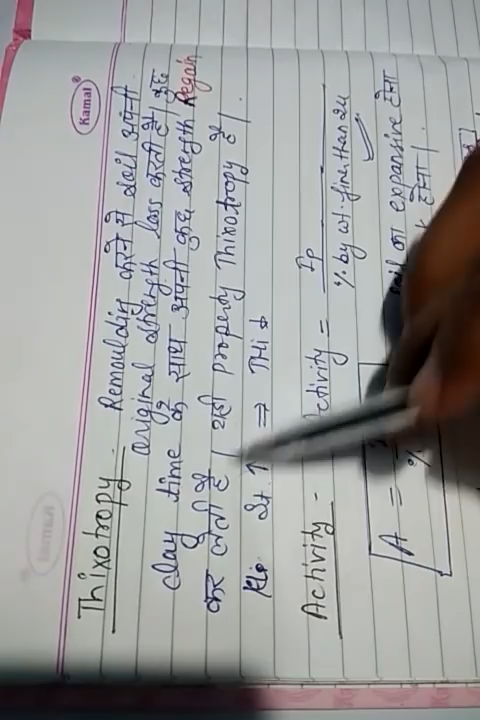 Kamal
Thixotropy - Remoulding करने से soil अपनी
original strength loss करती है। कुछ
clay time के साथ अपनी कुछ strength Regain
कर लेती है। यही property Thixotropy है।
St. ↑ ⇒ Thi ↓
Activity - Activity = Ip
% by wt. finer than 2μ
A =
का expansive होना
होना।